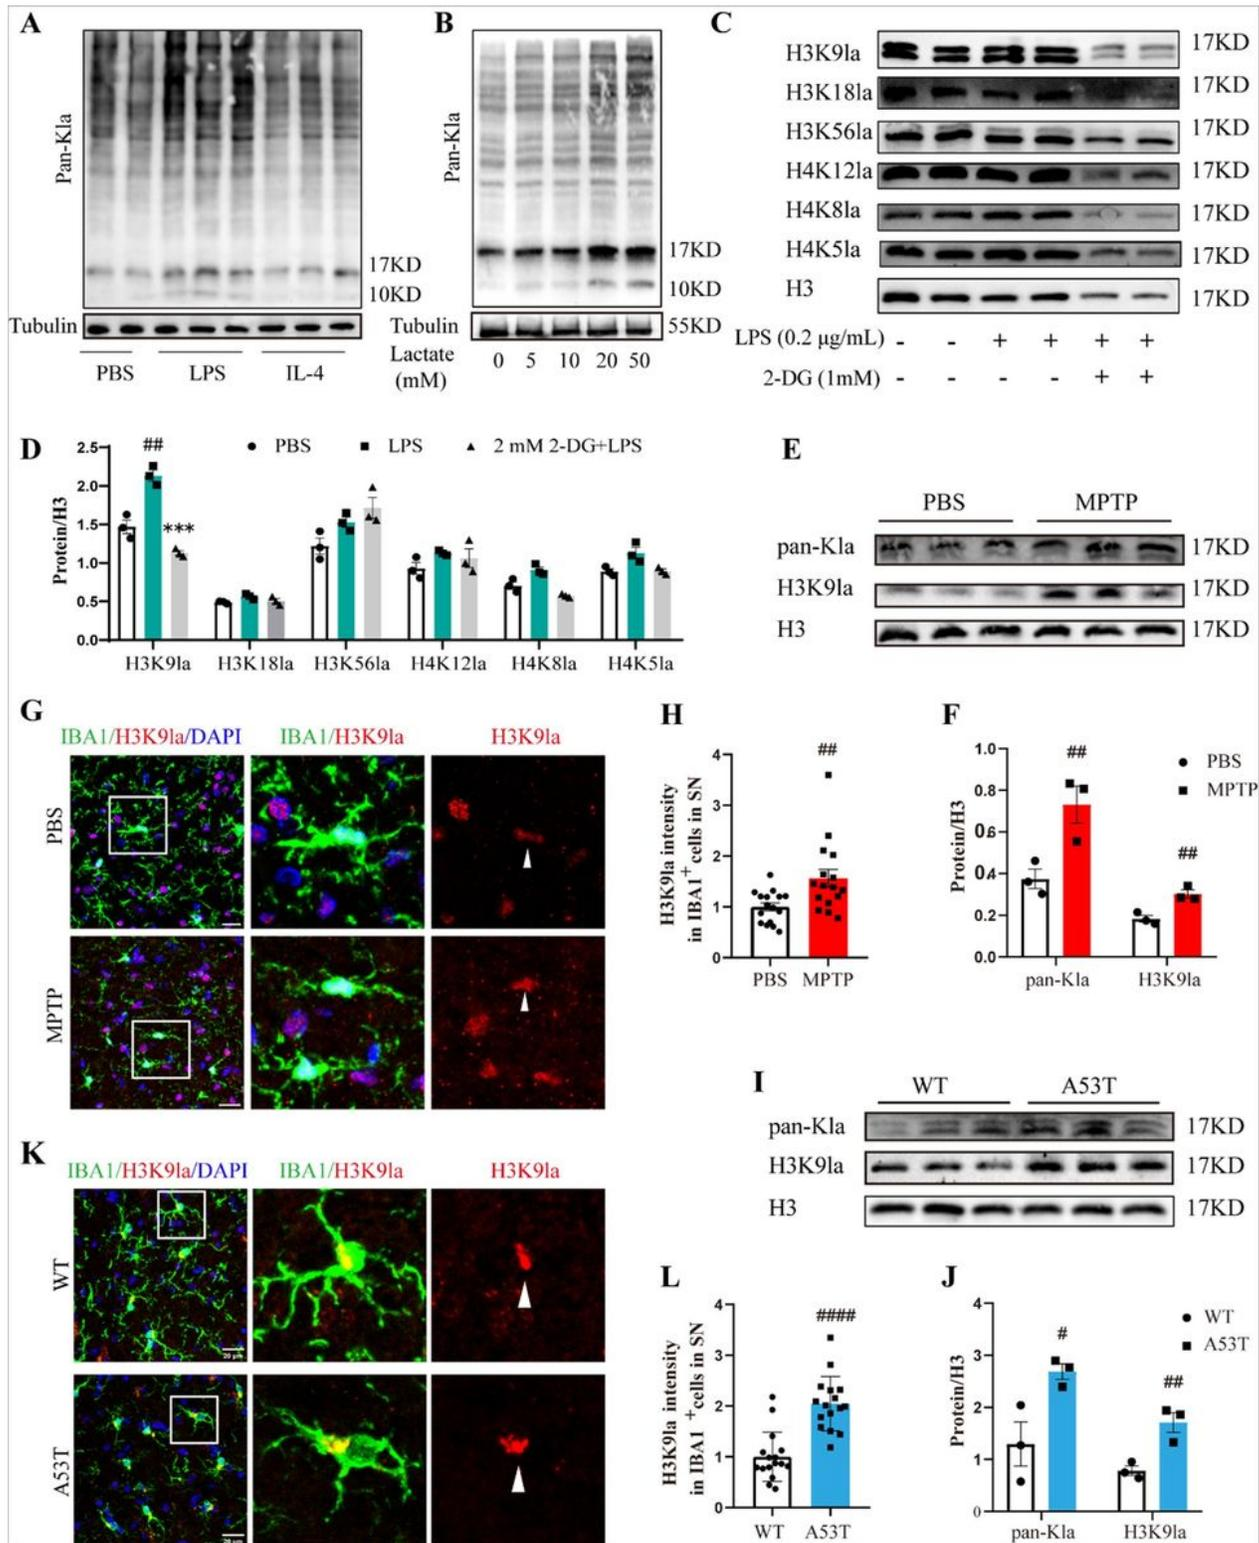 A
Pan-Kla
17KD
10KD
Tubulin
PBS LPS IL-4
B
Pan-Kla
17KD
10KD
Tubulin 55KD
Lactate (mM) 0 5 10 20 50
C
H3K9la 17KD
H3K18la 17KD
H3K56la 17KD
H4K12la 17KD
H4K8la 17KD
H4K5la 17KD
H3 17KD
LPS (0.2 μg/mL) - - + + + +
2-DG (1mM) - - - - + +
D
PBS LPS 2 mM 2-DG+LPS
Protein/H3
2.5
2.0
1.5
1.0
0.5
0.0
##
***
H3K9la H3K18la H3K56la H4K12la H4K8la H4K5la
E
PBS MPTP
pan-Kla 17KD
H3K9la 17KD
H3 17KD
G
IBA1/H3K9la/DAPI IBA1/H3K9la H3K9la
PBS
MPTP
H
H3K9la intensity
in IBA1+ cells in SN
4
3
2
1
0
##
PBS MPTP
F
Protein/H3
1.0
0.8
0.6
0.4
0.2
0.0
##
##
PBS
MPTP
pan-Kla H3K9la
I
WT A53T
pan-Kla 17KD
H3K9la 17KD
H3 17KD
K
IBA1/H3K9la/DAPI IBA1/H3K9la H3K9la
WT
20 μm
A53T
20 μm
L
H3K9la intensity
in IBA1 +cells in SN
4
3
2
1
0
####
WT A53T
J
Protein/H3
4
3
2
1
0
#
##
WT
A53T
pan-Kla H3K9la